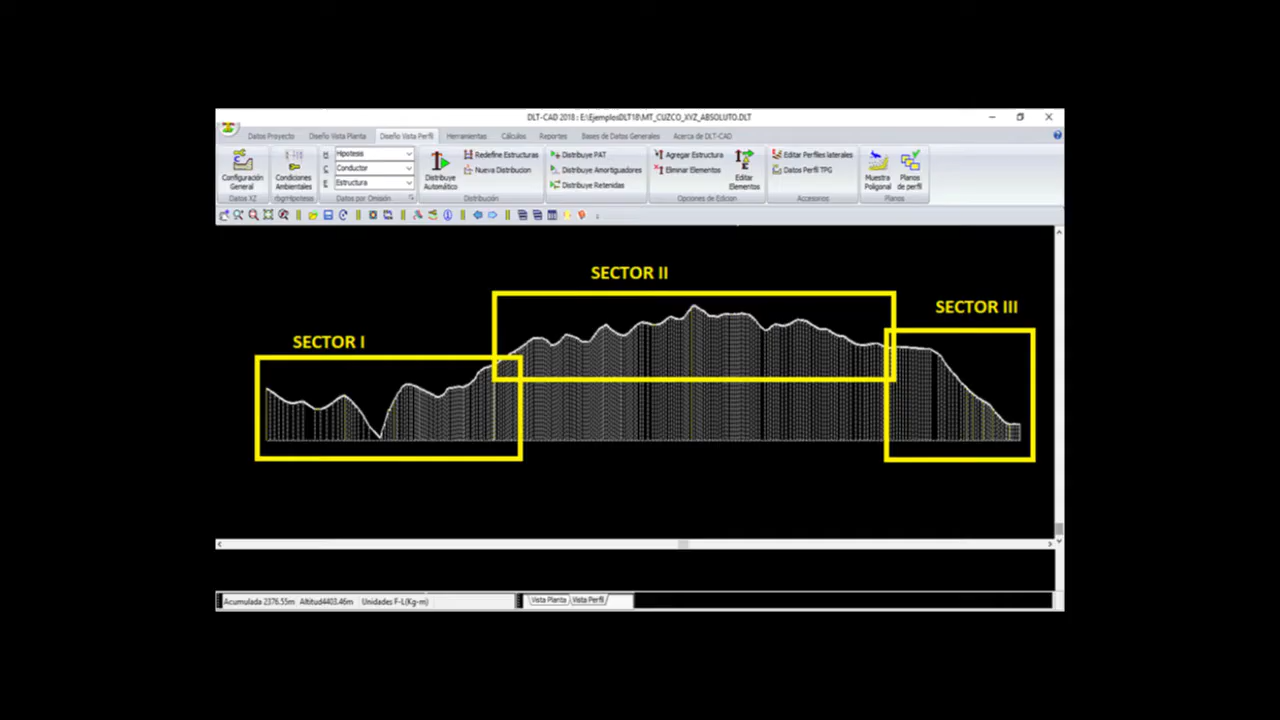 DLT-CAD 2018 : E:\EjemplosDLT18\MT_CUZCO_XYZ_ABSOLUTO.DLT
Datos Proyecto Diseño Vista Planta Diseño Vista Perfil Herramientas Cálculos Reportes Bases de Datos Generales Acerca de DLT-CAD
Configuración General
Datos XZ
Condiciones Ambientales
Hipotesis
Conductor
Estructura
Datos por Omisión
Distribuye Automático
Redefine Estructuras
Nueva Distribucion
Distribución
Distribuye PAT
Distribuye Amortiguadores
Distribuye Retenidas
Agregar Estructura
Eliminar Elementos
Editar Elementos
Opciones de Edicion
Editar Perfiles laterales
Datos Perfil TPG
Accesorios
Muestra Poligonal
Planos de perfil
Planos
SECTOR II
SECTOR III
SECTOR I
Acumulada 2376.55m Altitud4403.46m Unidades F-L(Kg-m)
Vista Planta Vista Perfil